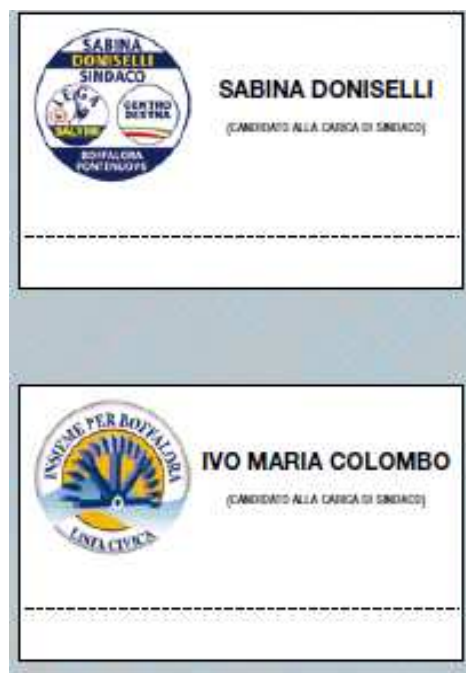 SABINA
DONISELLI
SINDACO
LEGA
SALVINI
CENTRO
DESTRA
BOFFALORA
PONTENUOVO
SABINA DONISELLI
(CANDIDATO ALLA CARICA DI SINDACO)
INSIEME PER BOFFALORA
LISTA CIVICA
IVO MARIA COLOMBO
(CANDIDATO ALLA CARICA DI SINDACO)